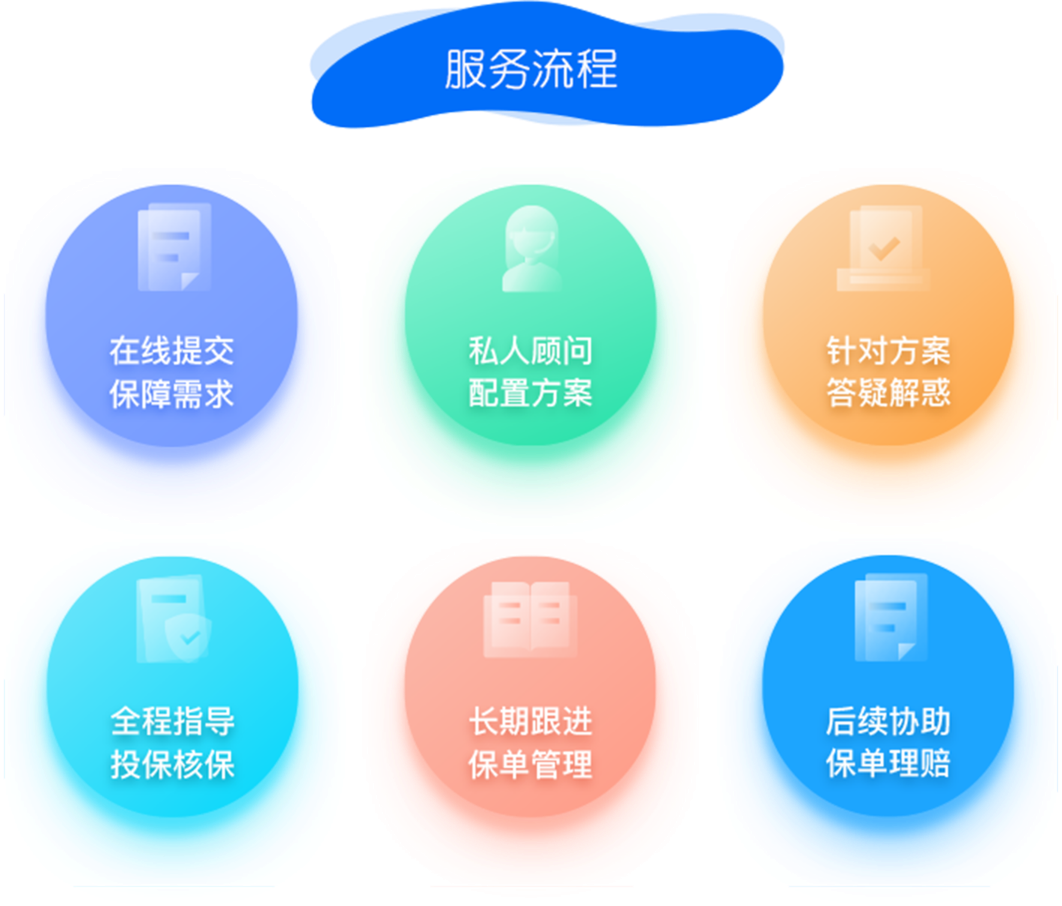 服务流程
在线提交
保障需求
私人顾问
配置方案
针对方案
答疑解惑
全程指导
投保核保
长期跟进
保单管理
后续协助
保单理赔